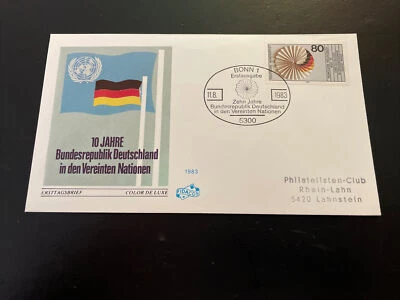 BONN 1
Erstausgabe
11.8.
1983
Zehn Jahre
Bundesrepublik Deutschland
in den Vereinten Nationen
5300
80
10 JAHRE
Bundesrepublik Deutschland
in den Vereinten Nationen
1983
ERSTTAGSBRIEF
COLOR DE LUXE
FIDACOS
Philatelisten-Club
Rhein-Lahn
5420 Lahnstein